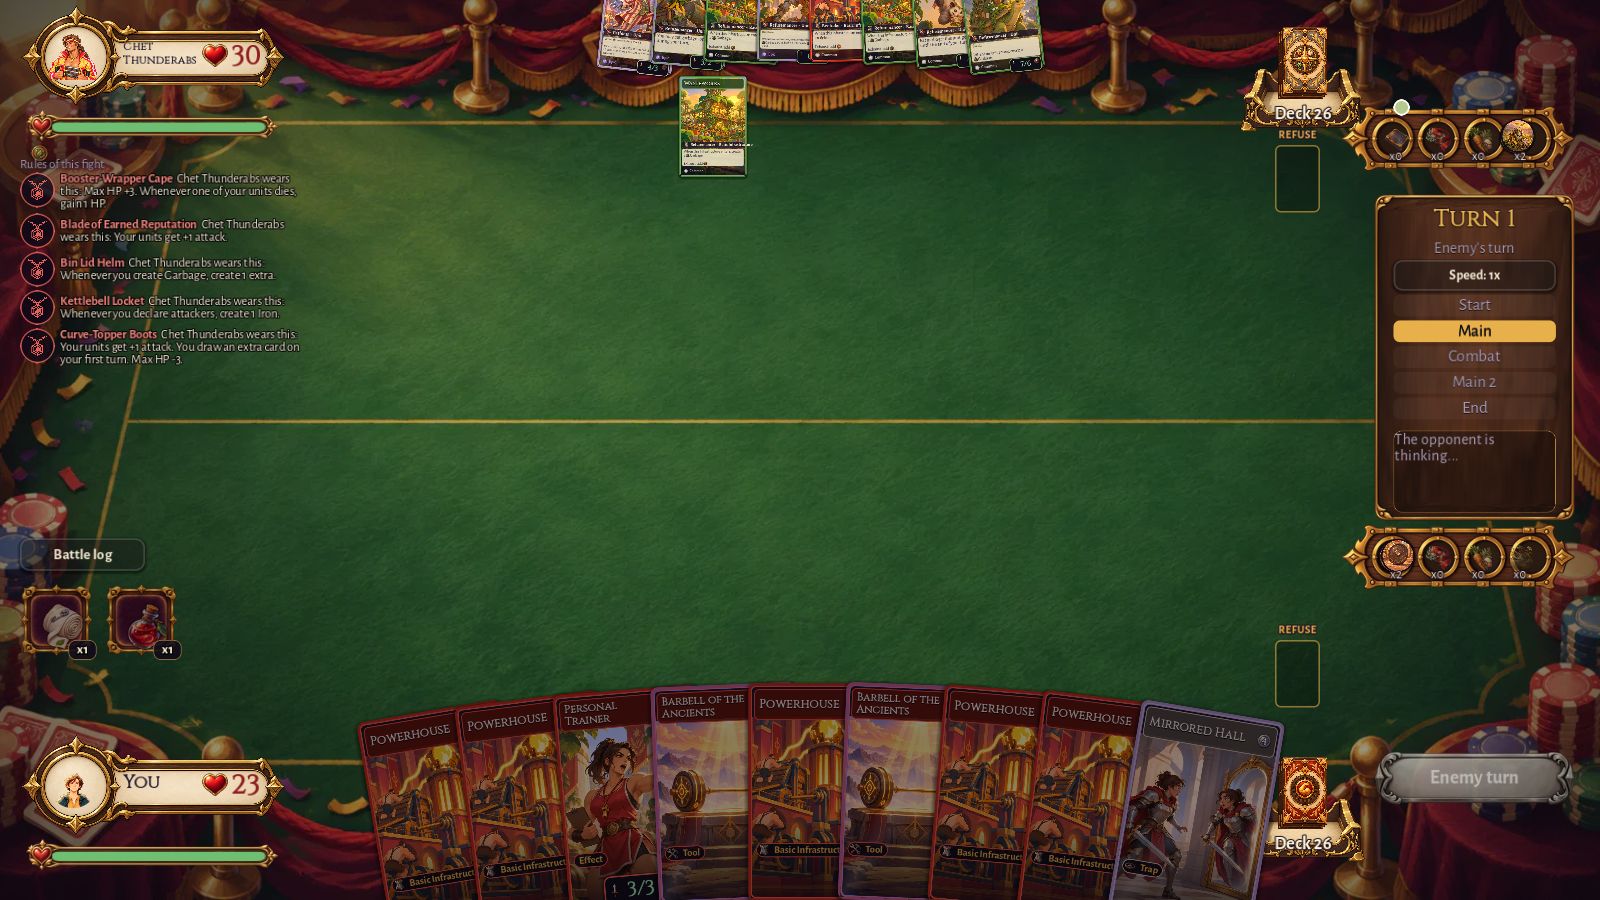 Chet
Thunderabs
30
Rules of this fight
Booster Wrapper Cape Chet Thunderabs wears
this: Max HP +3. Whenever one of your units dies,
gain 1 HP.
Blade of Earned Reputation Chet Thunderabs
wears this: Your units get +1 attack.
Bin Lid Helm Chet Thunderabs wears this:
Whenever you create Garbage, create 1 extra.
Kettlebell Locket Chet Thunderabs wears this:
Whenever you declare attackers, create 1 Iron.
Curve-Topper Boots Chet Thunderabs wears this:
Your units get +1 attack. You draw an extra card on
your first turn. Max HP -3.
Deck 26
REFUSE
x0
x0
x0
x2
Turn 1
Enemy's turn
Speed: 1x
Start
Main
Combat
Main 2
End
The opponent is
thinking...
Battle log
x1
x1
x2
x0
x0
x0
REFUSE
You
23
Powerhouse
Basic Infrastruct
Powerhouse
Basic Infrastruct
Personal
Trainer
Effect
1 3/3
Barbell of the
Ancients
Tool
Powerhouse
Basic Infrastruct
Barbell of the
Ancients
Tool
Powerhouse
Basic Infrastruct
Powerhouse
Basic Infrastruct
Mirrored Hall
Trap
Deck 26
Enemy turn